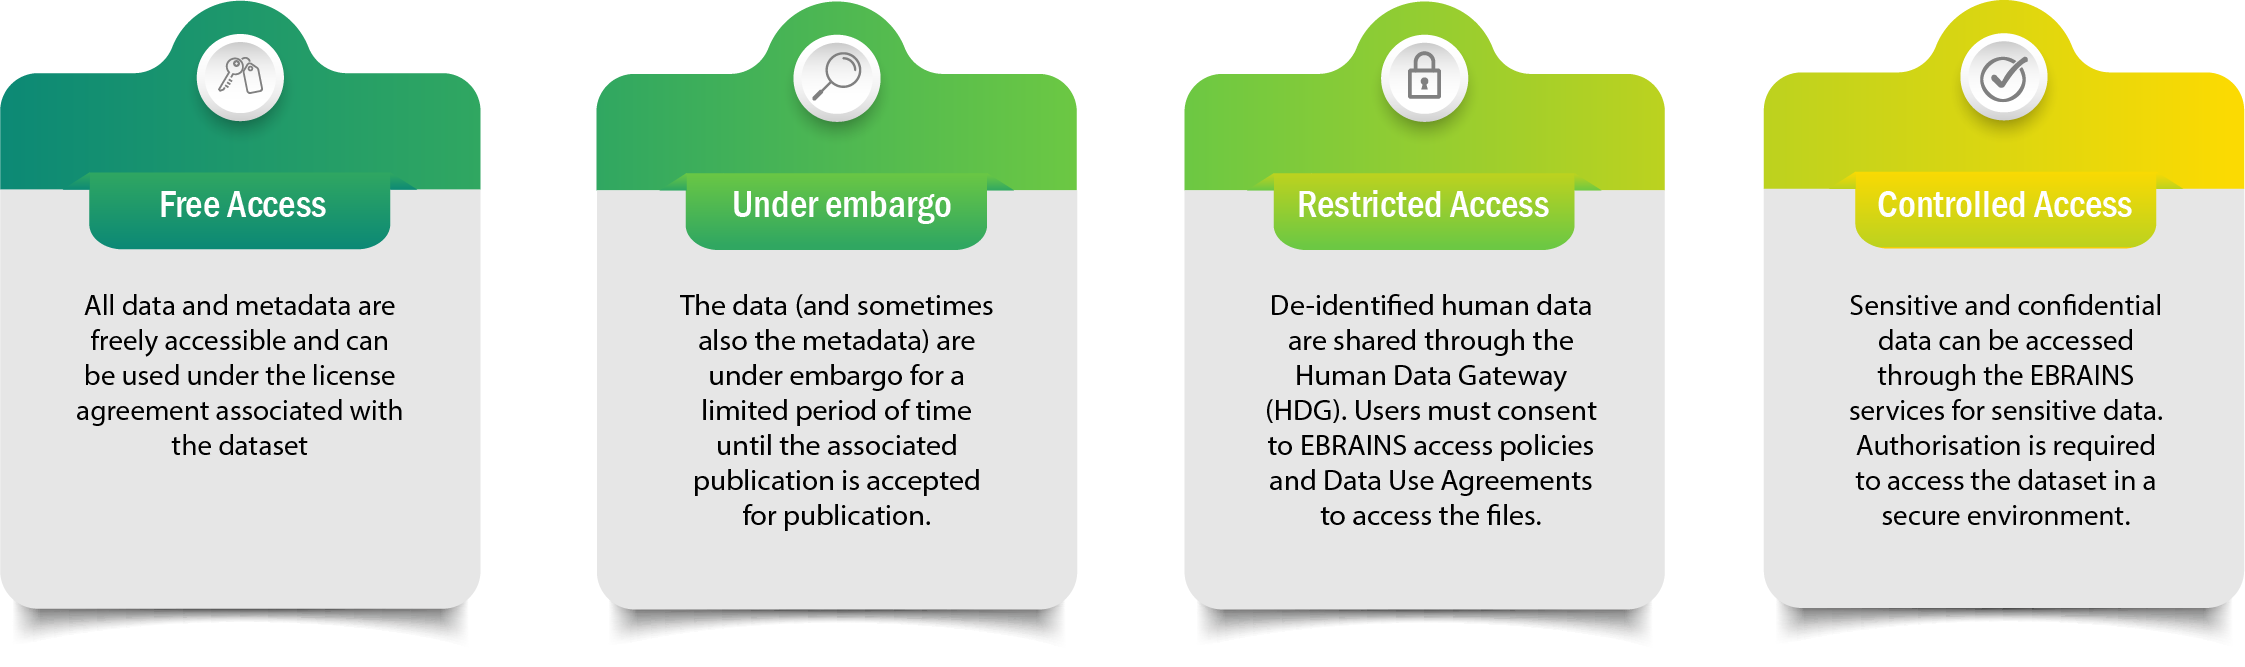 Free Access
All data and metadata are
freely accessible and can
be used under the license
agreement associated with
the dataset
Under embargo
The data (and sometimes
also the metadata) are
under embargo for a
limited period of time
until the associated
publication is accepted
for publication.
Restricted Access
De-identified human data
are shared through the
Human Data Gateway
(HDG). Users must consent
to EBRAINS access policies
and Data Use Agreements
to access the files.
Controlled Access
Sensitive and confidential
data can be accessed
through the EBRAINS
services for sensitive data.
Authorisation is required
to access the dataset in a
secure environment.